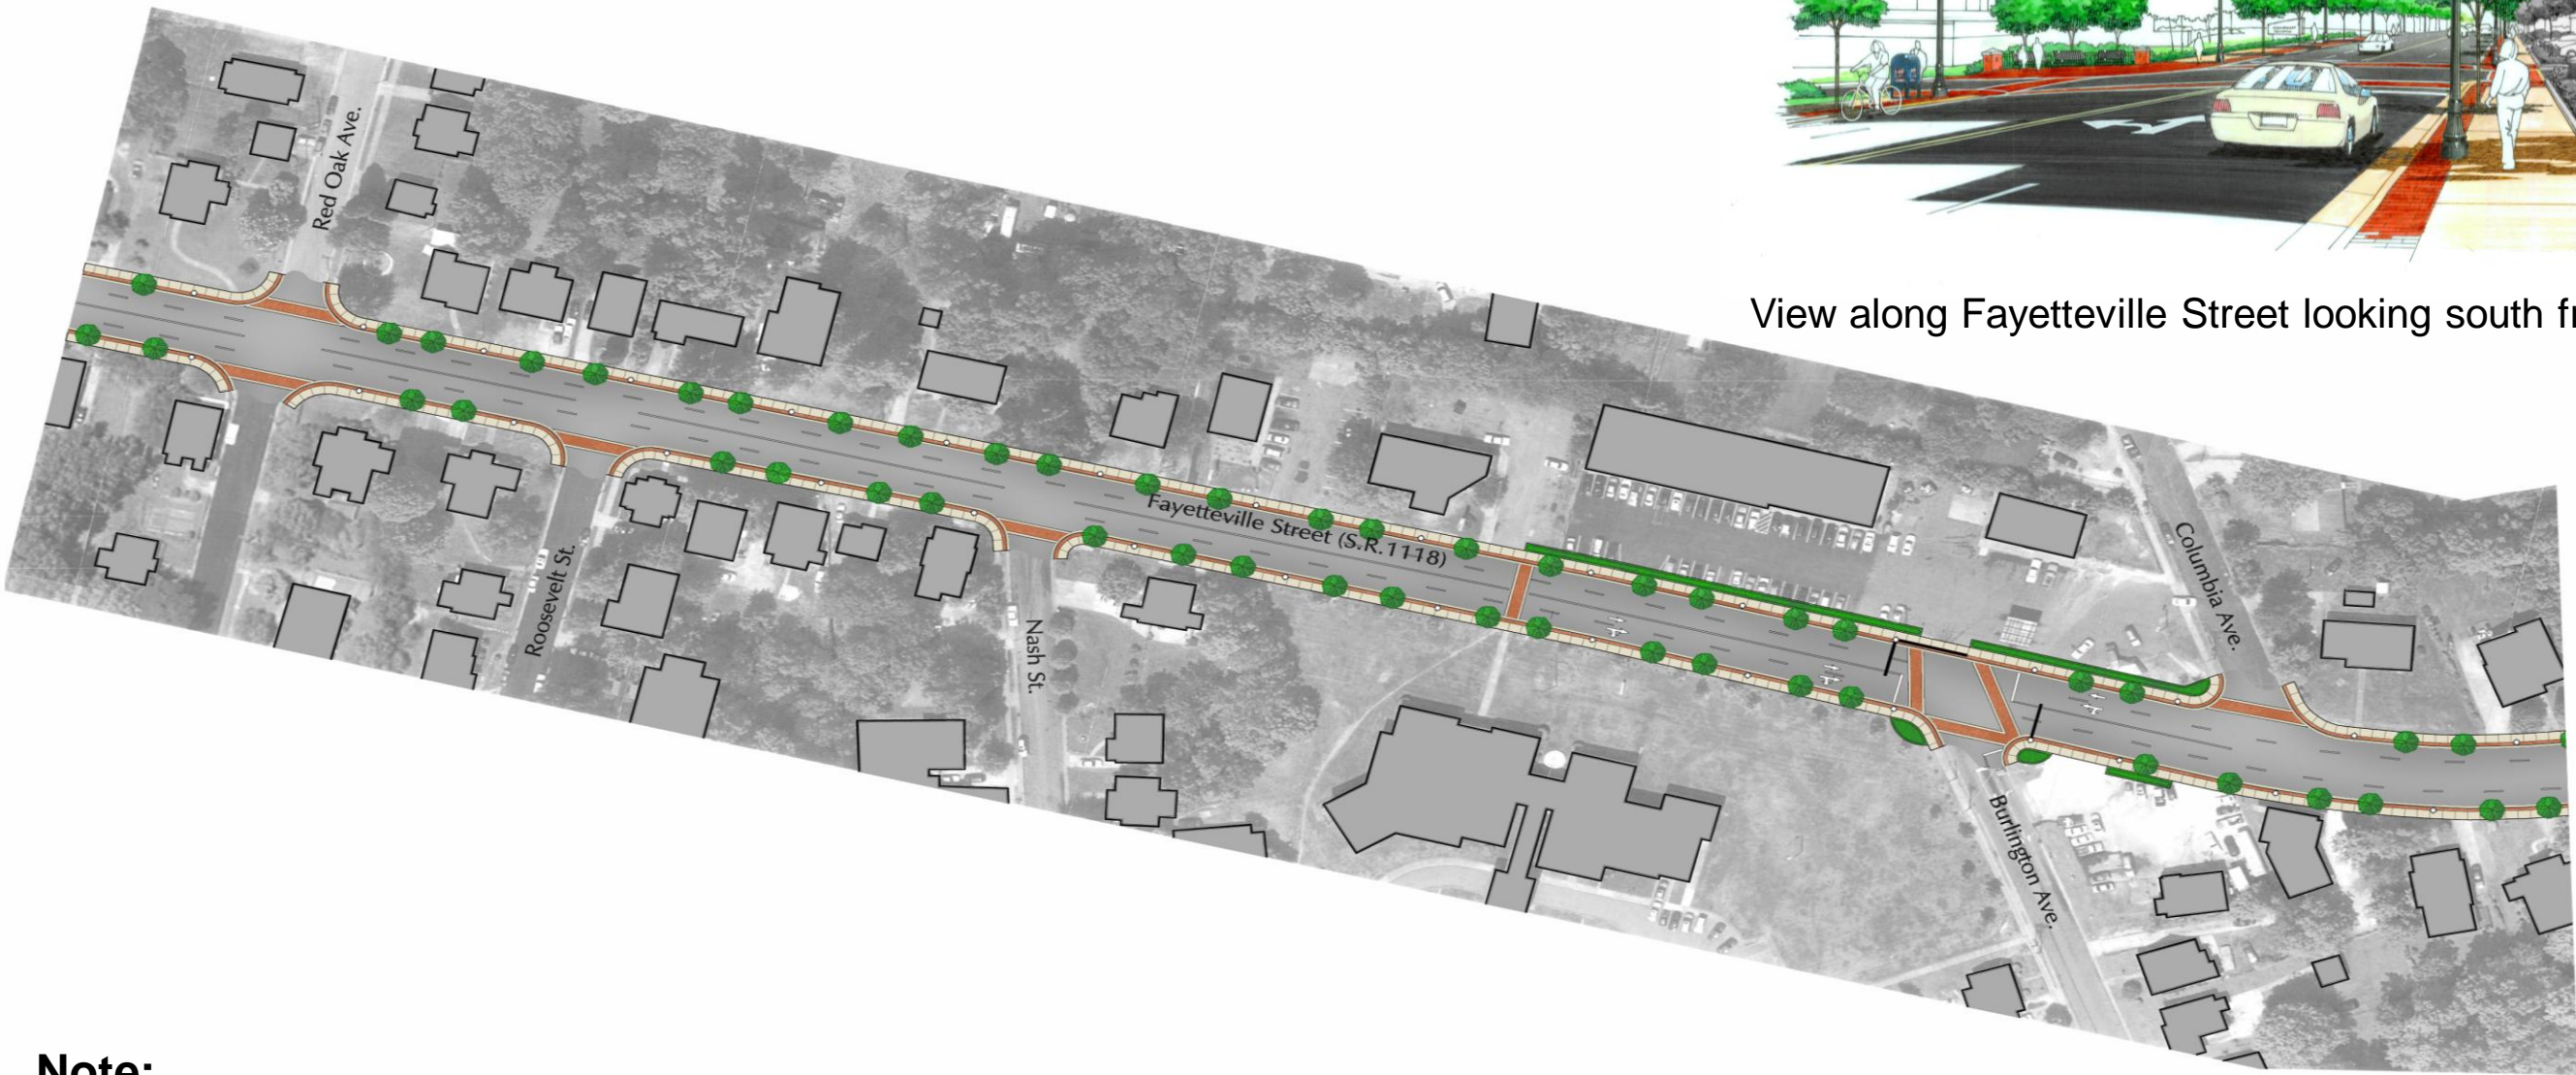 View along Fayetteville Street looking south
Red Oak Ave.
Fayetteville Street (S.R.1118)
Columbia Ave.
Roosevelt St.
Nash St.
Burlington Ave.
Note: